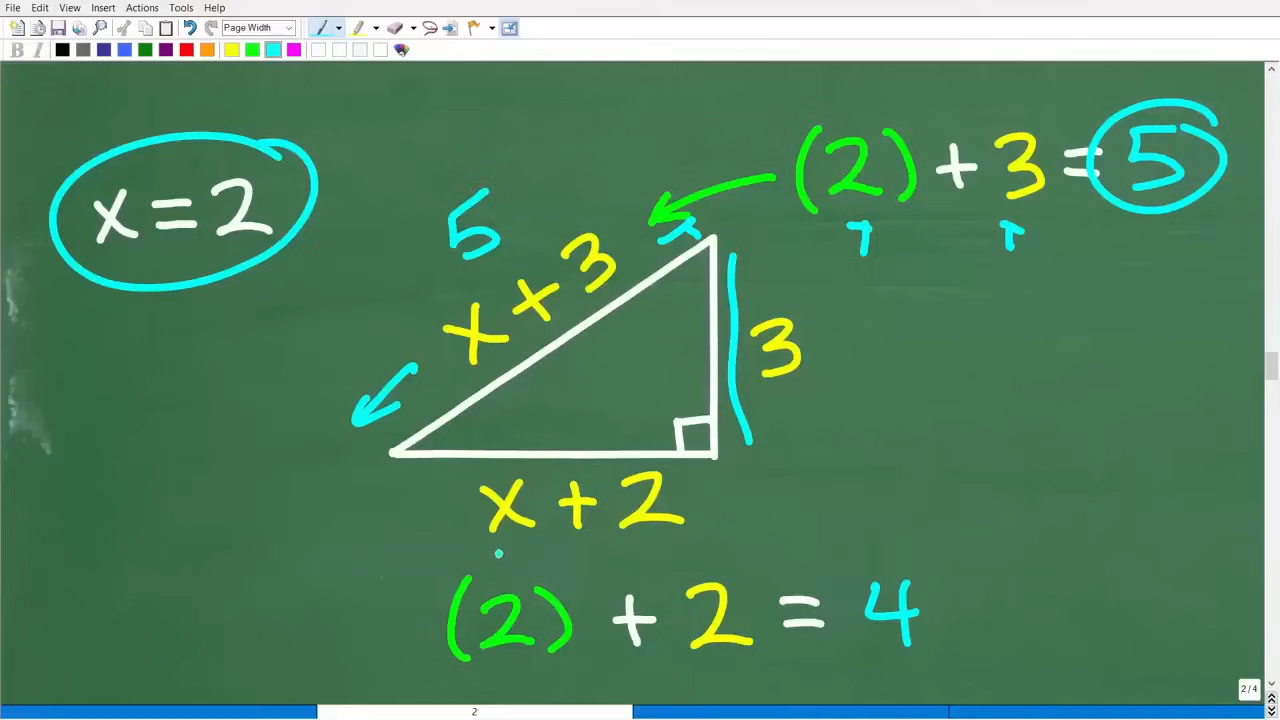 File Edit View Insert Actions Tools Help
Page Width
B I
(2) + 3 = 5
x = 2
5
x + 3
3
x + 2
(2) + 2 = 4
2 / 4
2